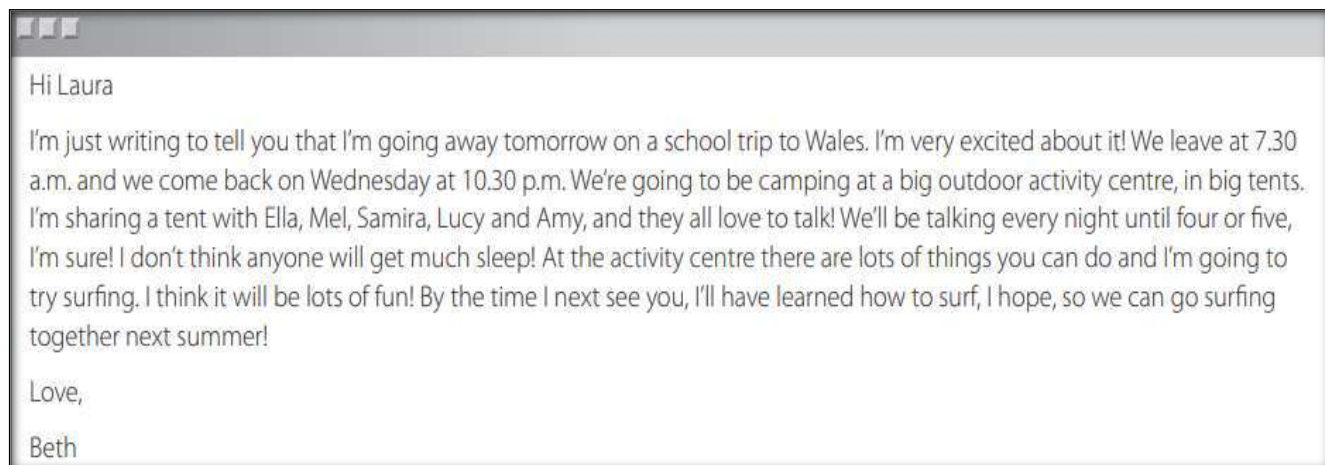 Hi Laura
I'm just writing to tell you that I'm going away tomorrow on a school trip to Wales. I'm very excited about it! We leave at 7.30
a.m. and we come back on Wednesday at 10.30 p.m. We're going to be camping at a big outdoor activity centre, in big tents.
I'm sharing a tent with Ella, Mel, Samira, Lucy and Amy, and they all love to talk! We'll be talking every night until four or five,
I'm sure! I don't think anyone will get much sleep! At the activity centre there are lots of things you can do and I'm going to
try surfing. I think it will be lots of fun! By the time I next see you, I'll have learned how to surf, I hope, so we can go surfing
together next summer!
Love,
Beth